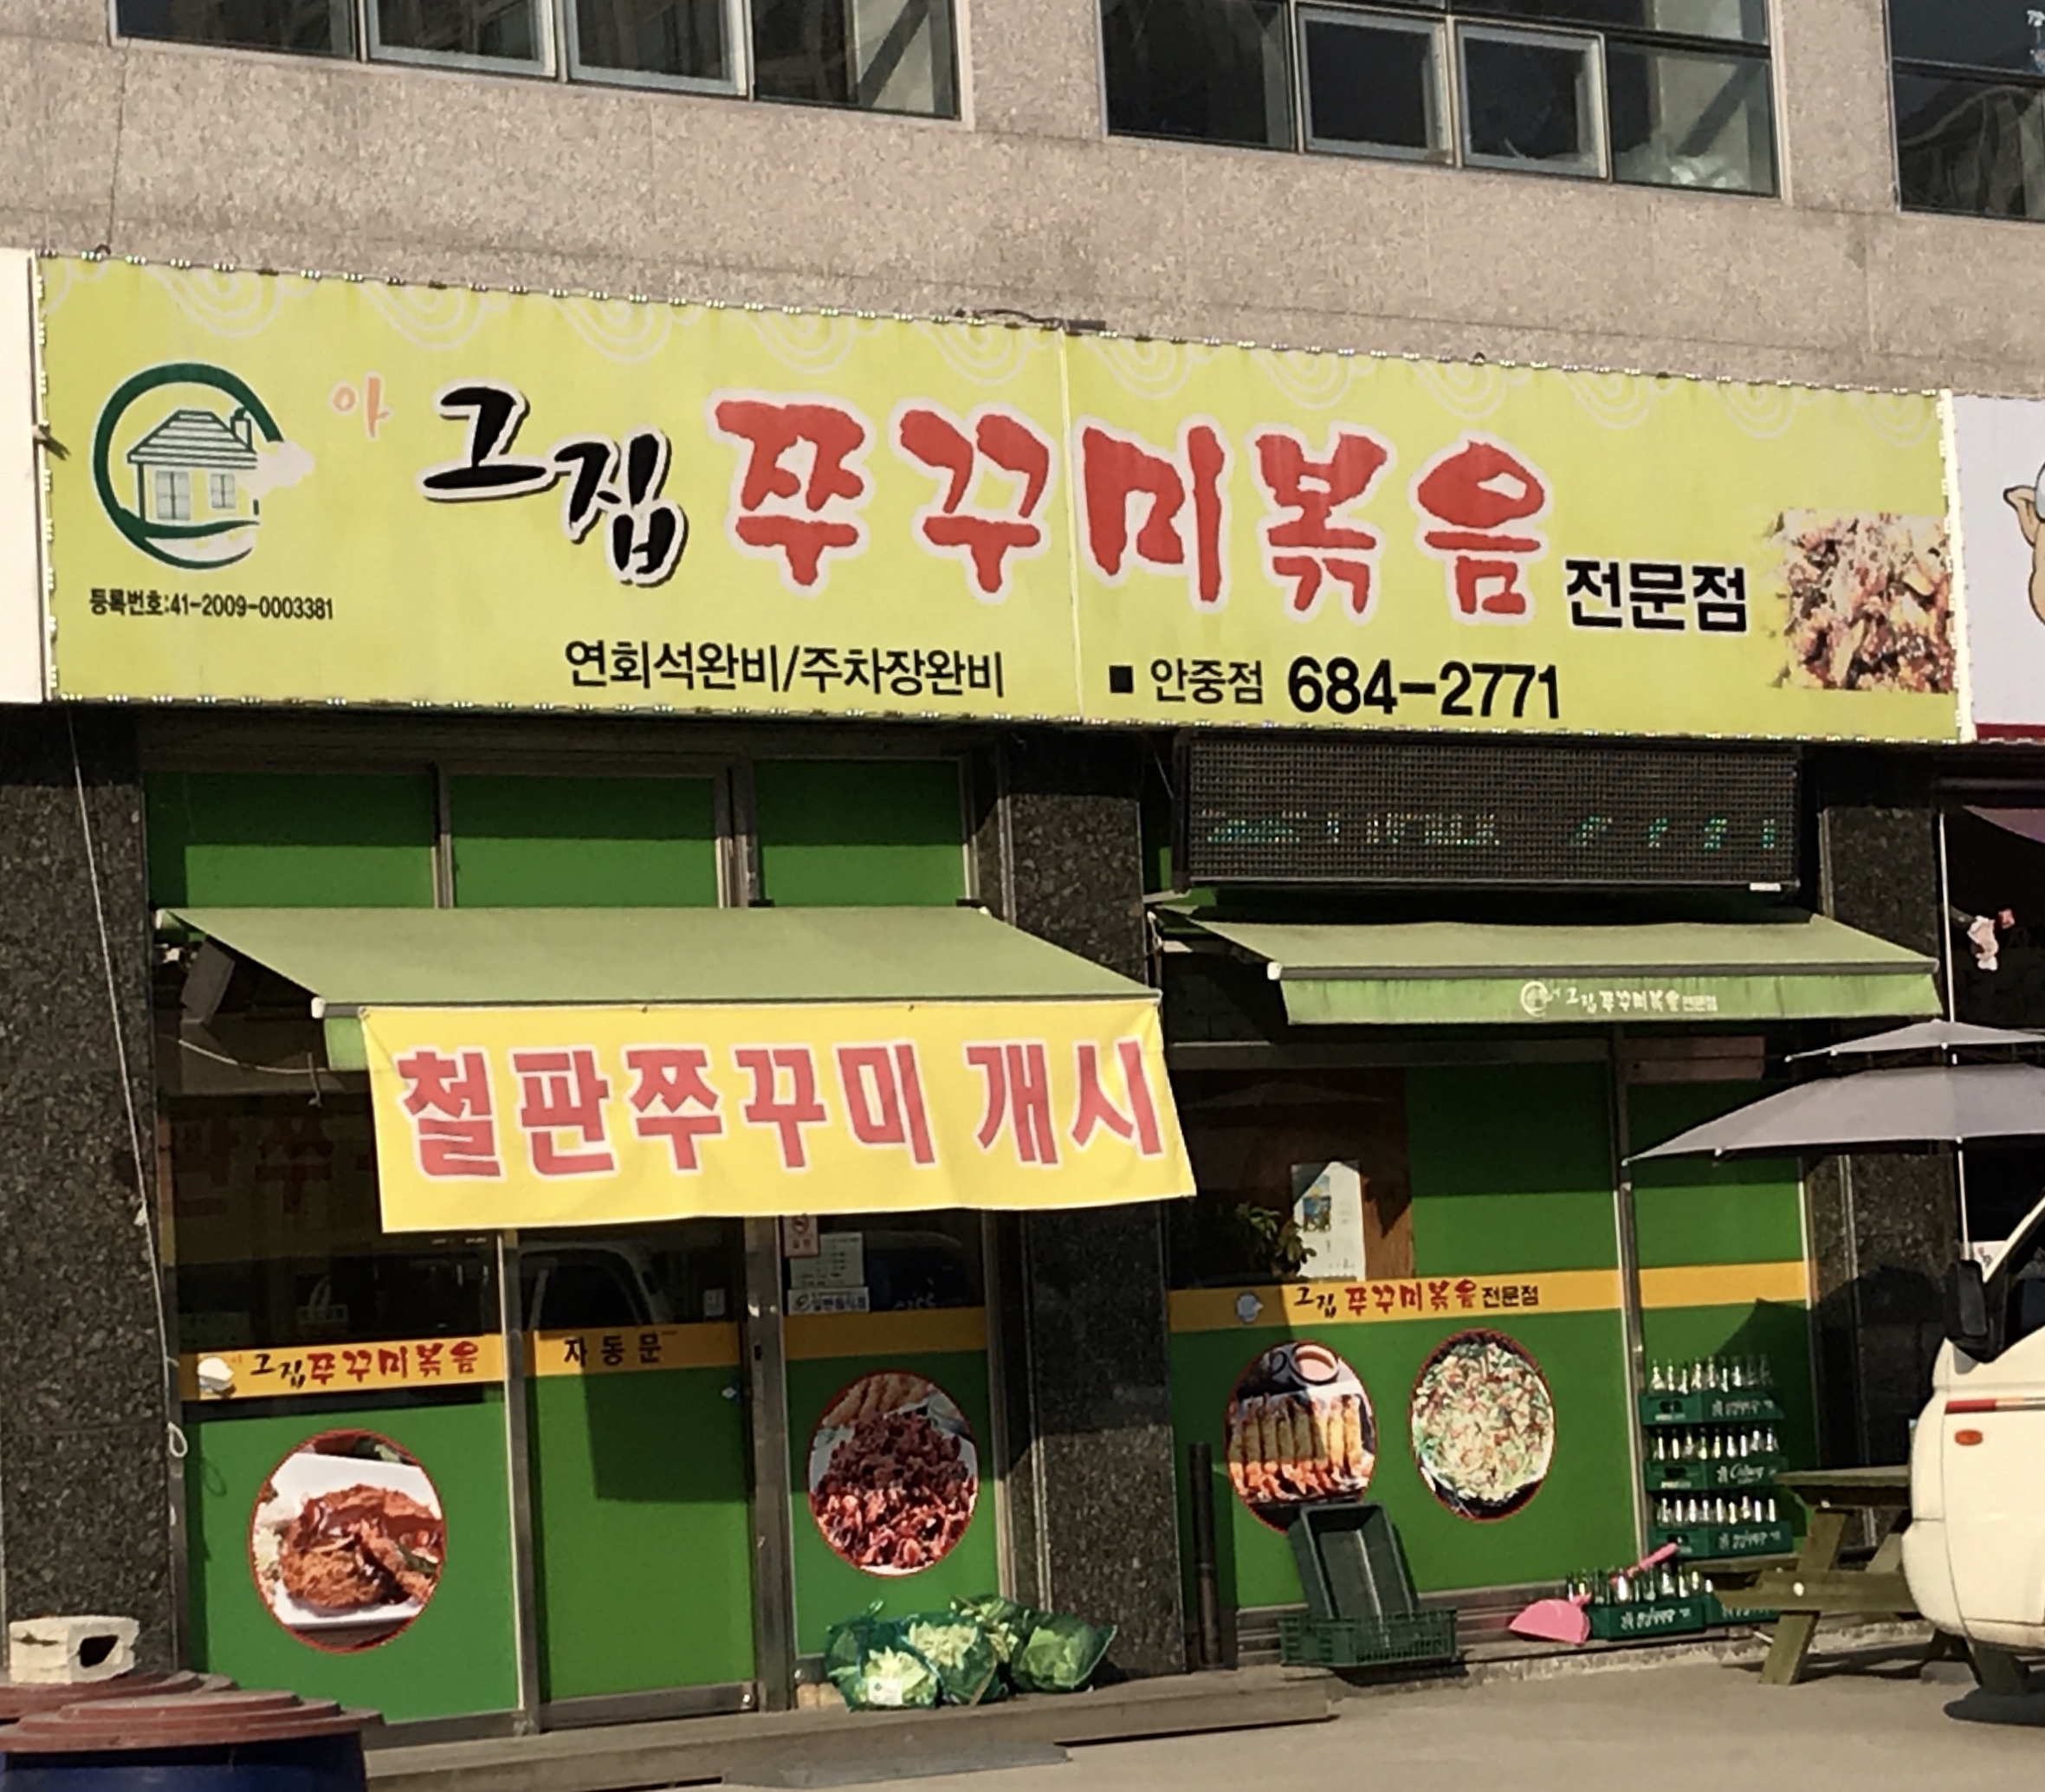 아 그집 쭈꾸미볶음 전문점
등록번호:41-2009-0003381
연회석완비/주차장완비
■ 안중점 684-2771
그집 쭈꾸미볶음 전문점
철판쭈꾸미 개시
그집 쭈꾸미볶음 전문점
그집 쭈꾸미볶음
자동문